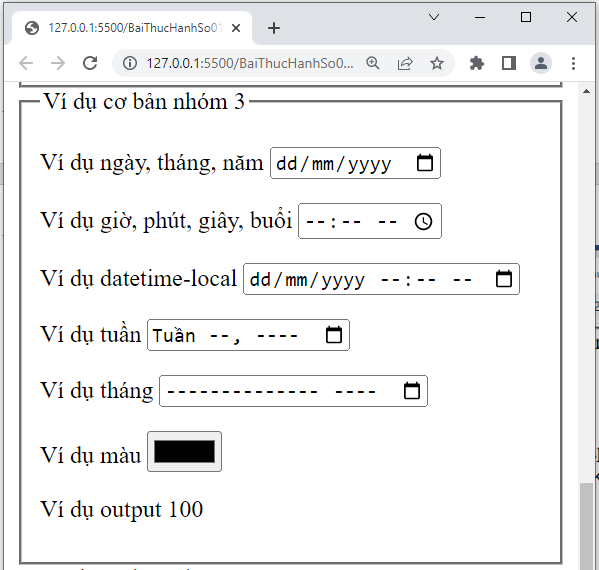 127.0.0.1:5500/BaiThucHanhSo01
127.0.0.1:5500/BaiThucHanhSo0...
Ví dụ cơ bản nhóm 3
Ví dụ ngày, tháng, năm dd/mm/yyyy
Ví dụ giờ, phút, giây, buổi --:-- --
Ví dụ datetime-local dd/mm/yyyy --:-- --
Ví dụ tuần Tuần --, ----
Ví dụ tháng -------------- ----
Ví dụ màu
Ví dụ output 100